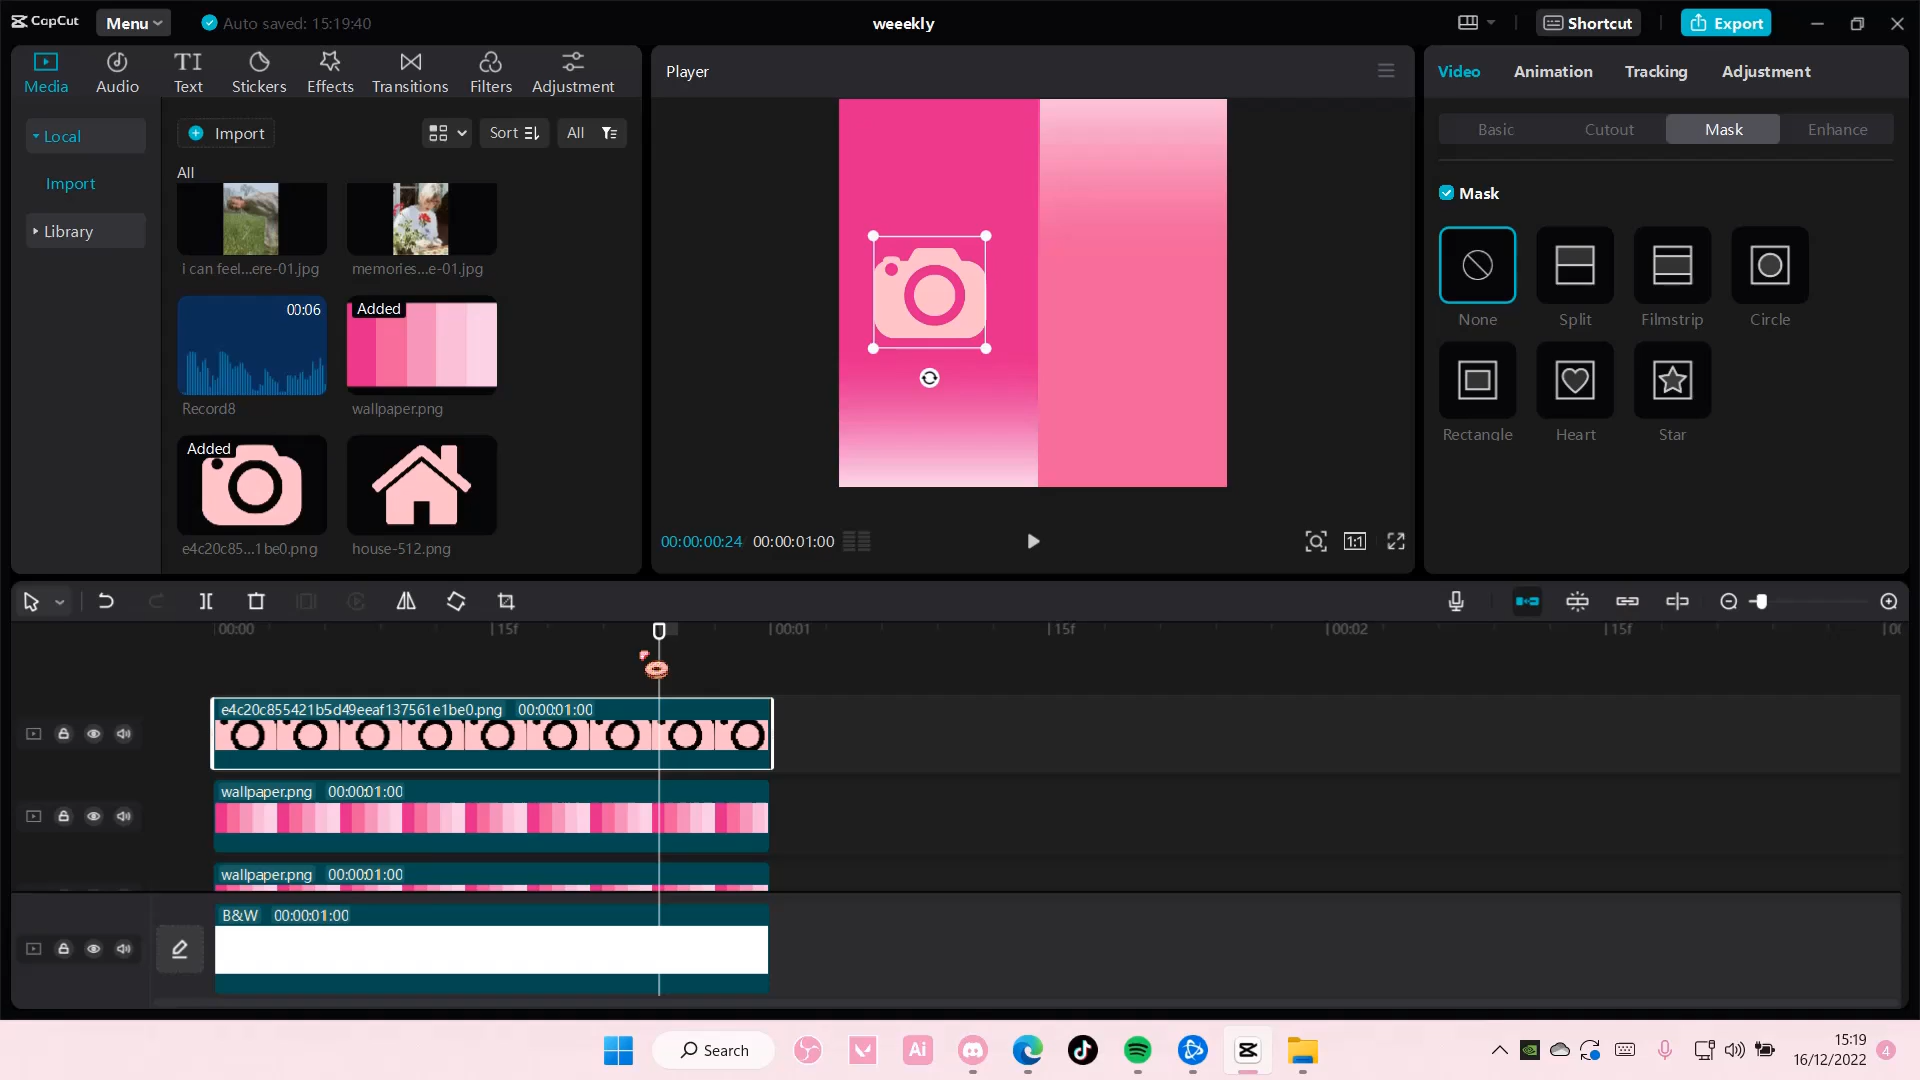 CapCut
Menu
Auto saved: 15:19:40
weeekly
Shortcut
Export
Media
Audio
Text
Stickers
Effects
Transitions
Filters
Adjustment
Local
Import
Library
Import
Sort
All
All
i can feel...ere-01.jpg
memories...e-01.jpg
00:06
Record8
Added
wallpaper.png
Added
e4c20c85...1be0.png
house-512.png
Player
00:00:00:24
00:00:01:00
1:1
Video
Animation
Tracking
Adjustment
Basic
Cutout
Mask
Enhance
Mask
None
Split
Filmstrip
Circle
Rectangle
Heart
Star
00:00
15f
00:01
15f
00:02
15f
e4c20c855421b5d49eeaf137561e1be0.png 00:00:01:00
wallpaper.png 00:00:01:00
wallpaper.png 00:00:01:00
B&W 00:00:01:00
Search
Ai
15:19
16/12/2022
4